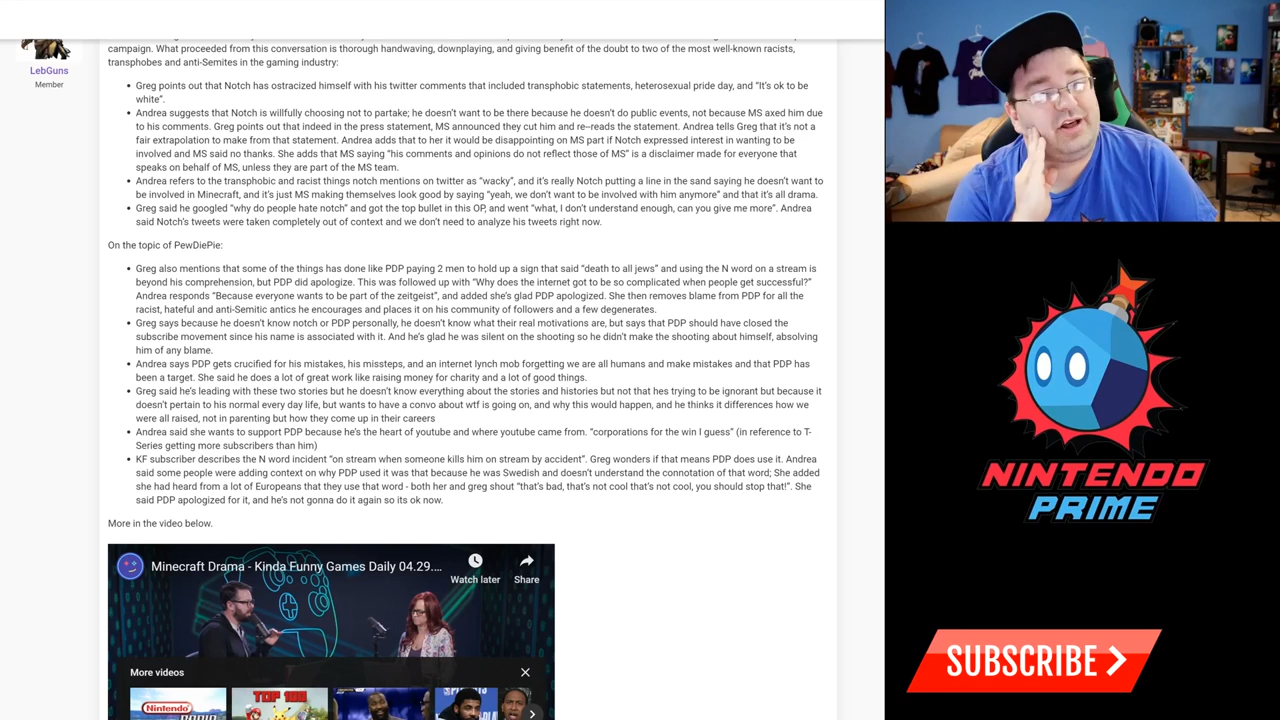 campaign. What proceeded from this conversation is thorough handwaving, downplaying, and giving benefit of the doubt to two of the most well-known racists,
transphobes and anti-Semites in the gaming industry:
LebGuns
Member
Greg points out that Notch has ostracized himself with his twitter comments that included transphobic statements, heterosexual pride day, and "It's ok to be
white".
Andrea suggests that Notch is willfully choosing not to partake; he doesn't want to be there because he doesn't do public events, not because MS axed him due
to his comments. Greg points out that indeed in the press statement, MS announced they cut him and re–reads the statement. Andrea tells Greg that it's not a
fair extrapolation to make from that statement. Andrea adds that to her it would be disappointing on MS part if Notch expressed interest in wanting to be
involved and MS said no thanks. She adds that MS saying "his comments and opinions do not reflect those of MS" is a disclaimer made for everyone that
speaks on behalf of MS, unless they are part of the MS team.
Andrea refers to the transphobic and racist things notch mentions on twitter as "wacky", and it's really Notch putting a line in the sand saying he doesn't want to
be involved in Minecraft, and it's just MS making themselves look good by saying "yeah, we don't want to be involved with him anymore" and that it's all drama.
Greg said he googled "why do people hate notch" and got the top bullet in this OP, and went "what, I don't understand enough, can you give me more". Andrea
said Notch's tweets were taken completely out of context and we don't need to analyze his tweets right now.
On the topic of PewDiePie:
Greg also mentions that some of the things has done like PDP paying 2 men to hold up a sign that said "death to all jews" and using the N word on a stream is
beyond his comprehension, but PDP did apologize. This was followed up with "Why does the internet got to be so complicated when people get successful?"
Andrea responds "Because everyone wants to be part of the zeitgeist", and added she's glad PDP apologized. She then removes blame from PDP for all the
racist, hateful and anti-Semitic antics he encourages and places it on his community of followers and a few degenerates.
Greg says because he doesn't know notch or PDP personally, he doesn't know what their real motivations are, but says that PDP should have closed the
subscribe movement since his name is associated with it. And he's glad he was silent on the shooting so he didn't make the shooting about himself, absolving
him of any blame.
Andrea says PDP gets crucified for his mistakes, his missteps, and an internet lynch mob forgetting we are all humans and make mistakes and that PDP has
been a target. She said he does a lot of great work like raising money for charity and a lot of good things.
Greg said he's leading with these two stories but he doesn't know everything about the stories and histories but not that hes trying to be ignorant but because it
doesn't pertain to his normal every day life, but wants to have a convo about wtf is going on, and why this would happen, and he thinks it differences how we
were all raised, not in parenting but how they come up in their careers
Andrea said she wants to support PDP because he's the heart of youtube and where youtube came from. "corporations for the win I guess" (in reference to T-
Series getting more subscribers than him)
KF subscriber describes the N word incident "on stream when someone kills him on stream by accident". Greg wonders if that means PDP does use it. Andrea
said some people were adding context on why PDP used it was that because he was Swedish and doesn't understand the connotation of that word; She added
she had heard from a lot of Europeans that they use that word - both her and greg shout "that's bad, that's not cool that's not cool, you should stop that!". She
said PDP apologized for it, and he's not gonna do it again so its ok now.
More in the video below.
Minecraft Drama - Kinda Funny Games Daily 04.29....
Watch later
Share
More videos
Nintendo
TOP 100
NINTENDO
PRIME
SUBSCRIBE